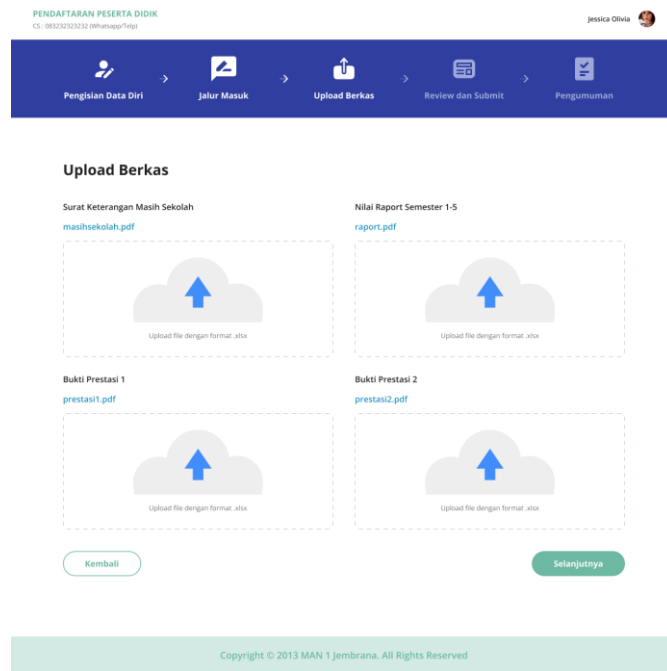 PENDAFTARAN PESERTA DIDIK
CS : 083232323232 (Whatsapp/Telp)
Jessica Olivia
Pengisian Data Diri
Jalur Masuk
Upload Berkas
Review dan Submit
Pengumuman
Upload Berkas
Surat Keterangan Masih Sekolah
masihsekolah.pdf
Upload file dengan format .xlsx
Nilai Raport Semester 1-5
raport.pdf
Upload file dengan format .xlsx
Bukti Prestasi 1
prestasi1.pdf
Upload file dengan format .xlsx
Bukti Prestasi 2
prestasi2.pdf
Upload file dengan format .xlsx
Kembali
Selanjutnya
Copyright © 2013 MAN 1 Jembrana. All Rights Reserved